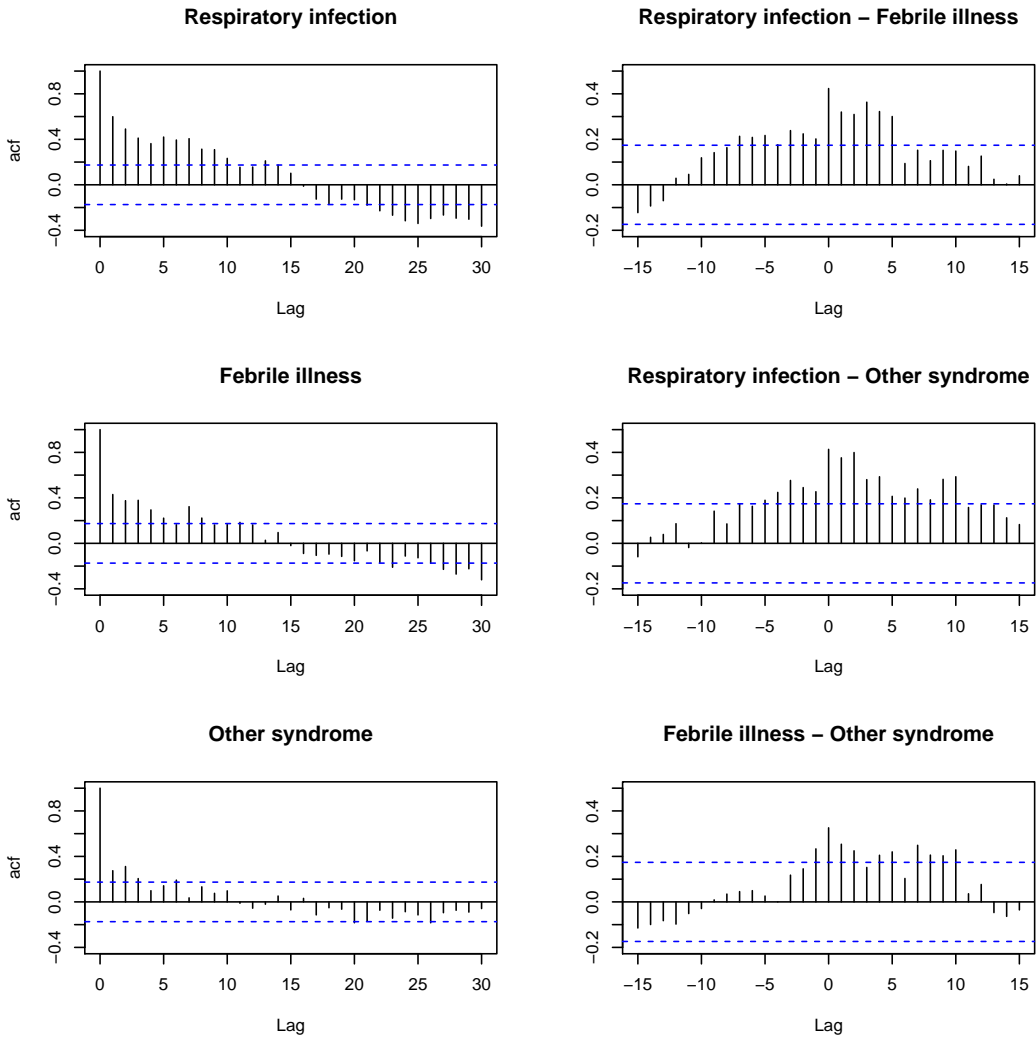 Respiratory infection
acf
0.8
0.4
0.0
−0.4
0 5 10 15 20 25 30
Lag
Respiratory infection − Febrile illness
0.4
0.2
0.0
−0.2
−15 −10 −5 0 5 10 15
Lag
Febrile illness
acf
0.8
0.4
0.0
−0.4
0 5 10 15 20 25 30
Lag
Respiratory infection − Other syndrome
0.4
0.2
0.0
−0.2
−15 −10 −5 0 5 10 15
Lag
Other syndrome
acf
0.8
0.4
0.0
−0.4
0 5 10 15 20 25 30
Lag
Febrile illness − Other syndrome
0.4
0.2
0.0
−0.2
−15 −10 −5 0 5 10 15
Lag